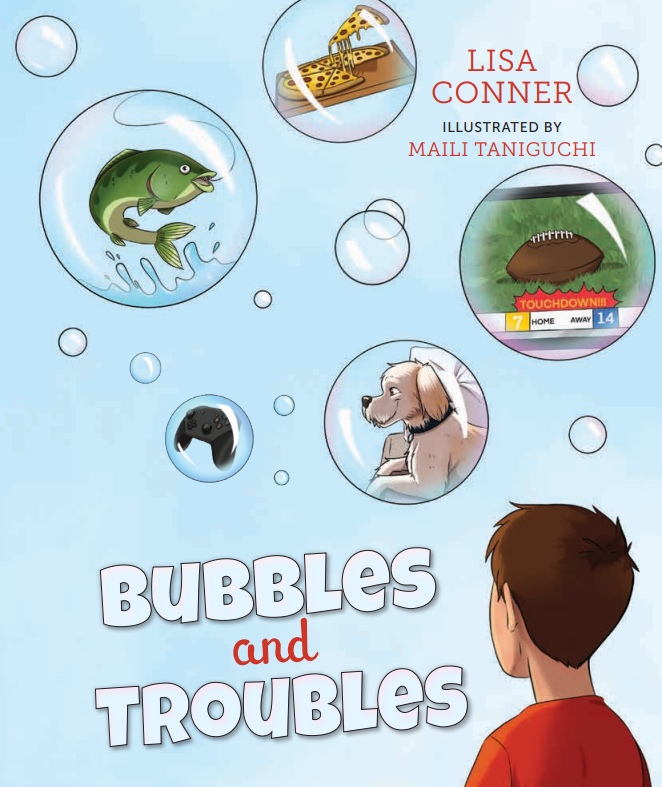 LISA
CONNER
ILLUSTRATED BY
MAILI TANIGUCHI
TOUCHDOWN!!!
7 HOME AWAY 14
BUBBLES
and
TROUBLES